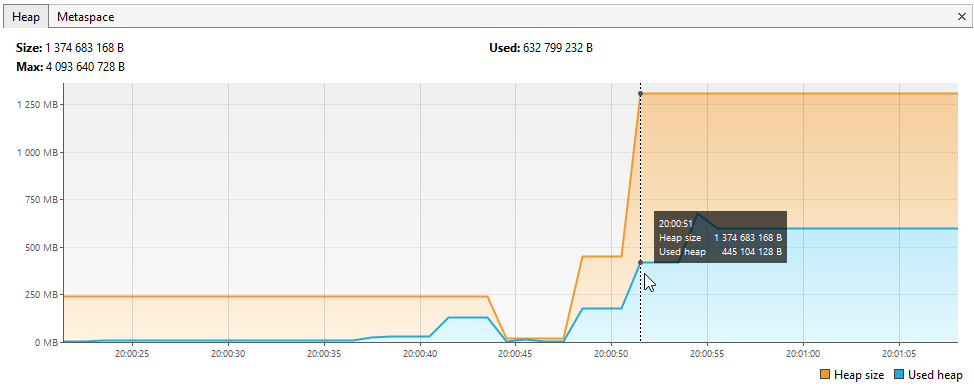 Heap Metaspace
Size: 1 374 683 168 B Used: 632 799 232 B
Max: 4 093 640 728 B
1 250 MB
1 000 MB
750 MB
500 MB
250 MB
0 MB
20:00:51
Heap size 1 374 683 168 B
Used heap 445 104 128 B
20:00:25 20:00:30 20:00:35 20:00:40 20:00:45 20:00:50 20:00:55 20:01:00 20:01:05
Heap size Used heap